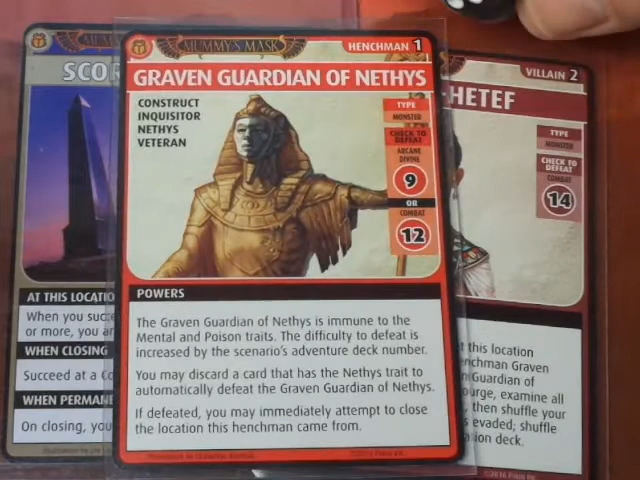 MUMMY'S MASK
HENCHMAN 1
GRAVEN GUARDIAN OF NETHYS
CONSTRUCT
INQUISITOR
NETHYS
VETERAN
TYPE
MONSTER
CHECK TO
DEFEAT
ARCANE
DIVINE
9
OR
COMBAT
12
POWERS
The Graven Guardian of Nethys is immune to the
Mental and Poison traits. The difficulty to defeat is
increased by the scenario's adventure deck number.
You may discard a card that has the Nethys trait to
automatically defeat the Graven Guardian of Nethys.
If defeated, you may immediately attempt to close
the location this henchman came from.
SCOR
AT THIS LOCATIO
When you succ
or more, you ar
WHEN CLOSING
Succeed at a Co
WHEN PERMANE
On closing, you
VILLAIN 2
-HETEF
TYPE
MONSTER
CHECK TO
DEFEAT
COMBAT
14
t this location
enchman Graven
n Guardian of
ourge, examine all
, then shuffle your
s evaded; shuffle
ion deck.